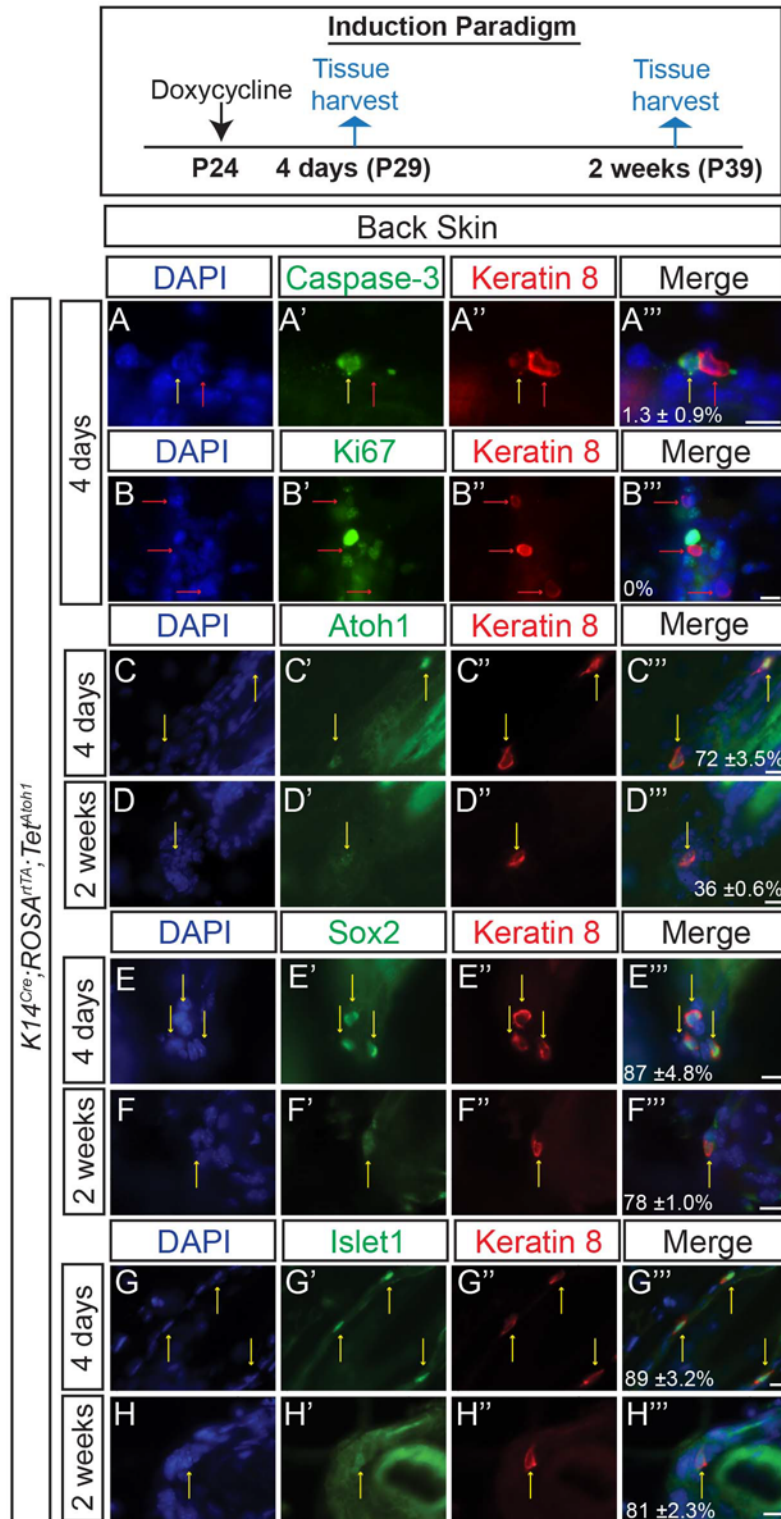 Induction Paradigm
Tissue harvest
Tissue harvest
Doxycycline
P24
4 days (P29)
2 weeks (P39)
Back Skin
K14Cre;ROSArtTA;TetAtoh1
4 days
DAPI
Caspase-3
Keratin 8
Merge
A
A'
A''
A'''
1.3 ± 0.9%
DAPI
Ki67
Keratin 8
Merge
B
B'
B''
B'''
0%
DAPI
Atoh1
Keratin 8
Merge
4 days
C
C'
C''
C'''
72 ±3.5%
2 weeks
D
D'
D''
D'''
36 ±0.6%
DAPI
Sox2
Keratin 8
Merge
4 days
E
E'
E''
E'''
87 ±4.8%
2 weeks
F
F'
F''
F'''
78 ±1.0%
DAPI
Islet1
Keratin 8
Merge
4 days
G
G'
G''
G'''
89 ±3.2%
2 weeks
H
H'
H''
H'''
81 ±2.3%